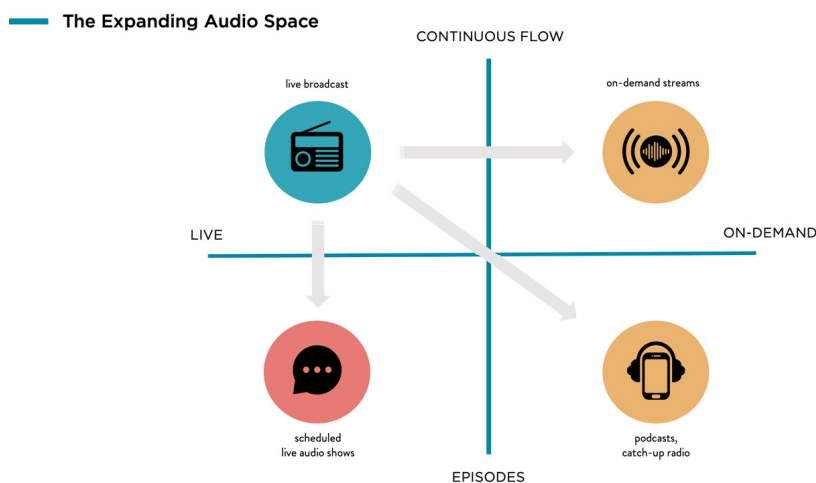 The Expanding Audio Space
CONTINUOUS FLOW
live broadcast
on-demand streams
LIVE
ON-DEMAND
scheduled
live audio shows
podcasts,
catch-up radio
EPISODES